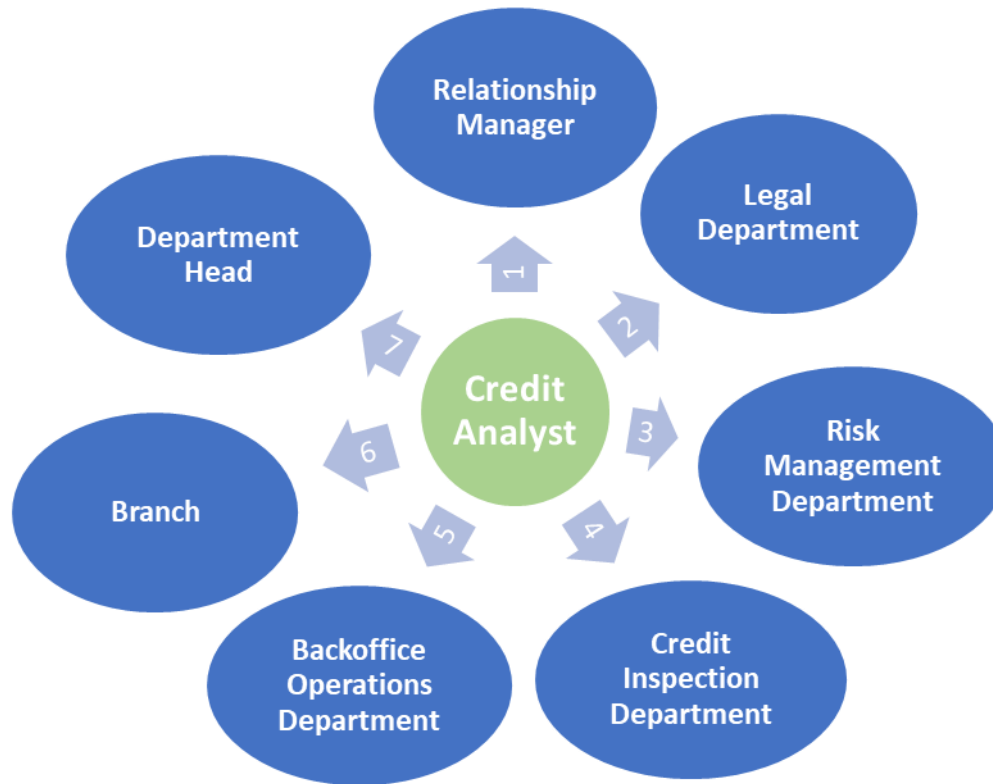 Relationship
Manager
Legal
Department
Risk
Management
Department
Credit
Inspection
Department
Backoffice
Operations
Department
Branch
Department
Head
Credit
Analyst
1
2
3
4
5
6
7